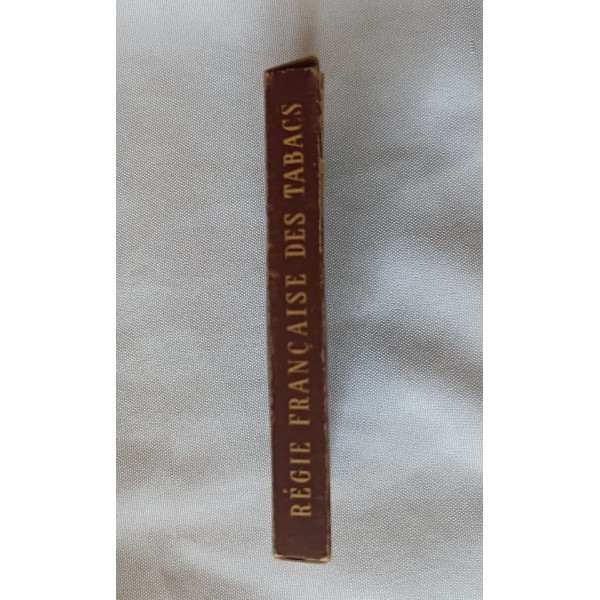 RÉGIE FRANÇAISE DES TABACS